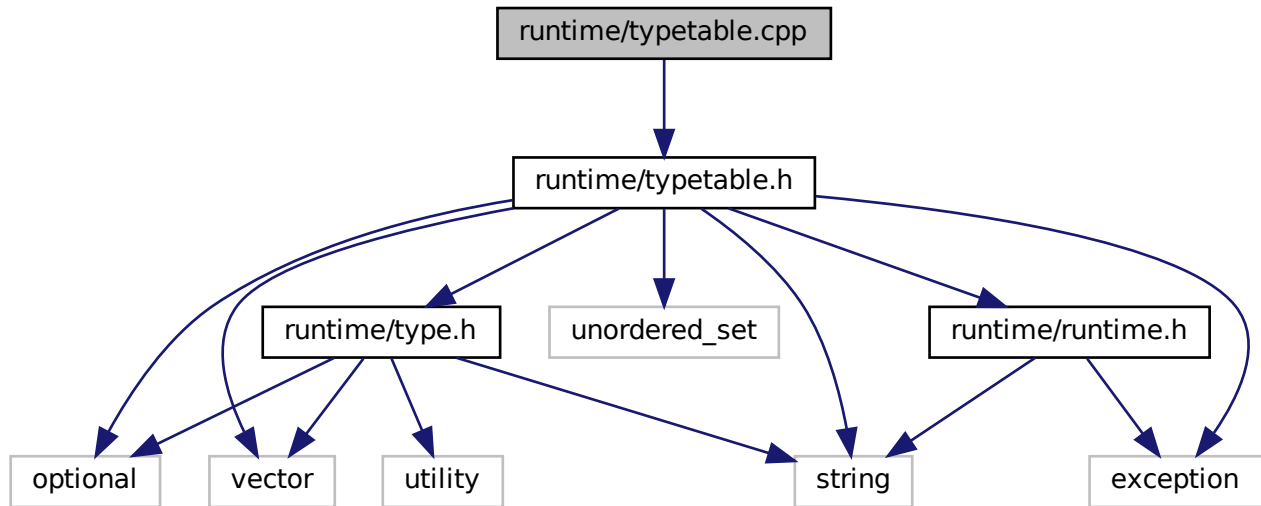 runtime/typetable.cpp
runtime/typetable.h
runtime/type.h
unordered_set
runtime/runtime.h
optional
vector
utility
string
exception